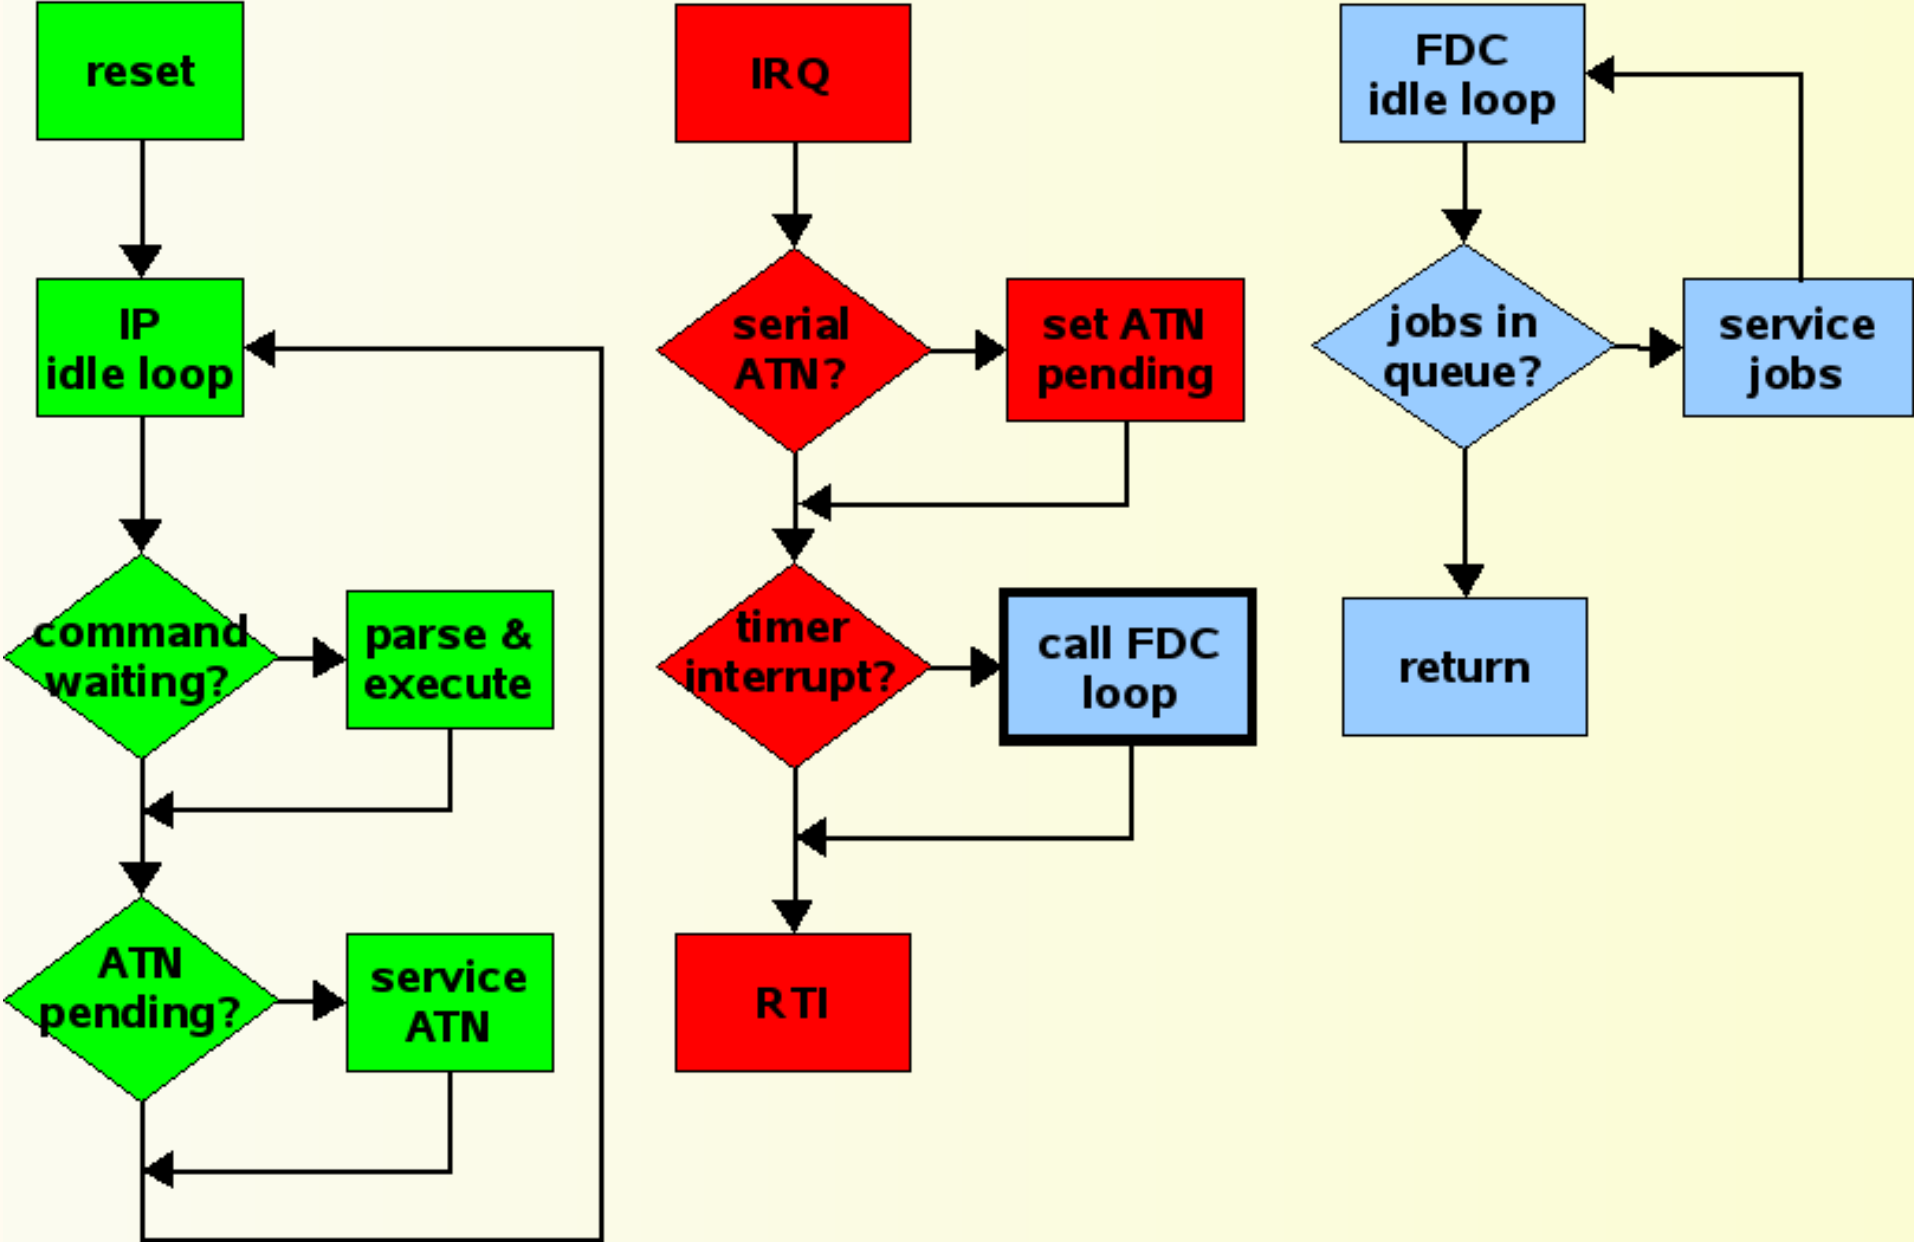 reset
IP
idle loop
command
waiting?
parse &
execute
ATN
pending?
service
ATN
IRQ
serial
ATN?
set ATN
pending
timer
interrupt?
call FDC
loop
RTI
FDC
idle loop
jobs in
queue?
service
jobs
return